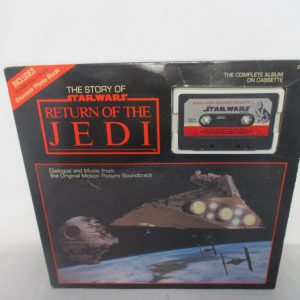 INCLUDES
Souvenir Photo Book
THE STORY OF
STAR WARS
RETURN OF THE
JEDI
THE COMPLETE ALBUM
ON CASSETTE
STAR WARS
Dialogue and Music from
the Original Motion Picture Soundtrack